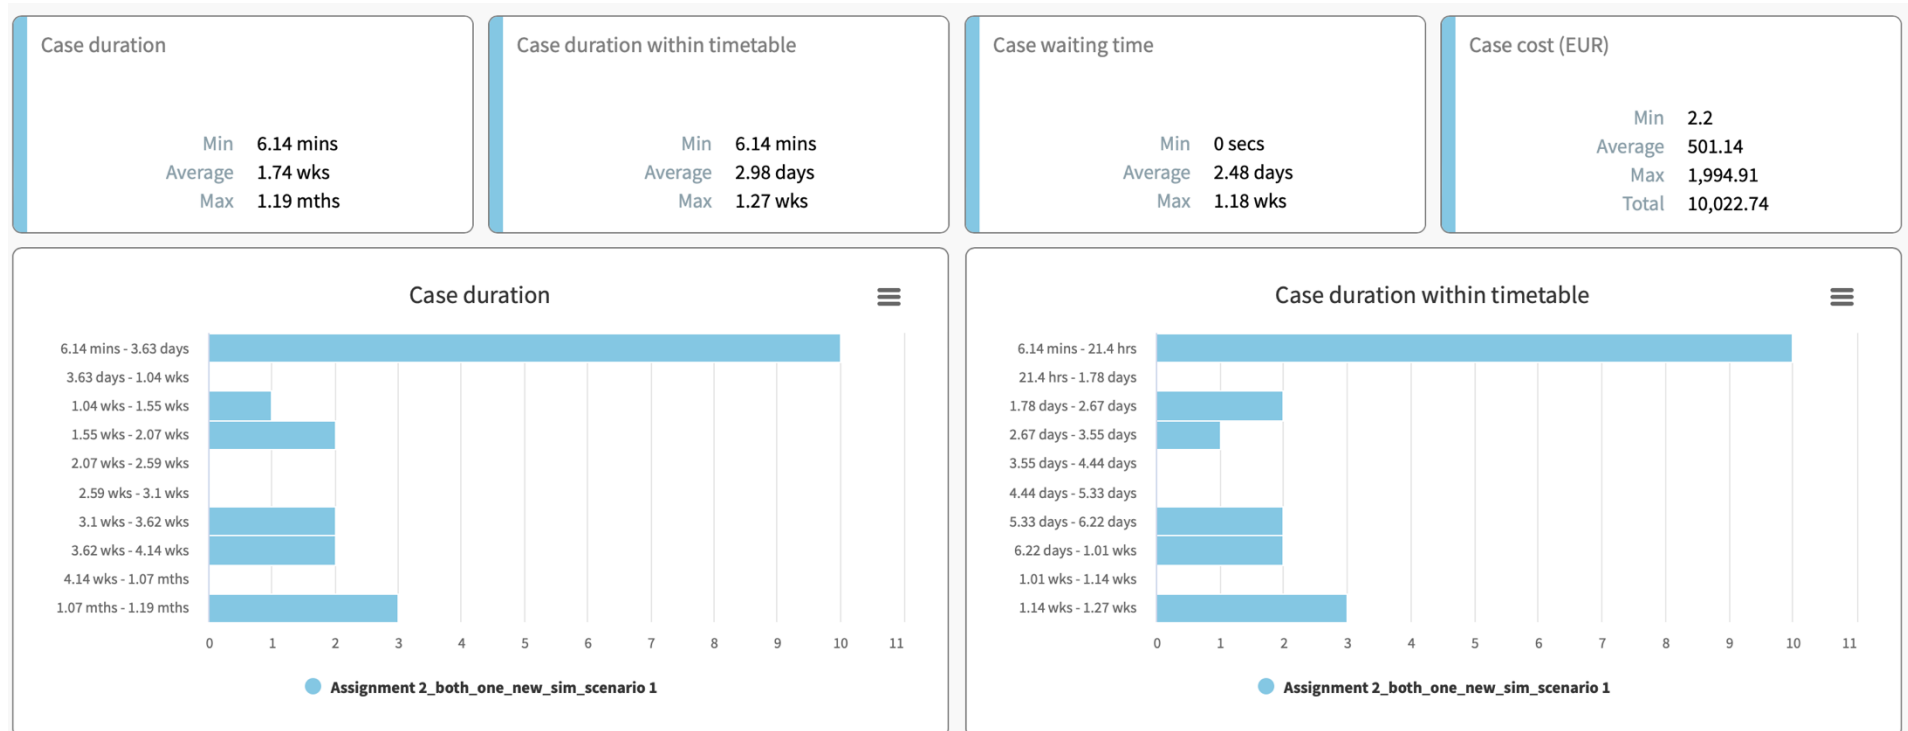 Case duration
Min 6.14 mins
Average 1.74 wks
Max 1.19 mths
Case duration within timetable
Min 6.14 mins
Average 2.98 days
Max 1.27 wks
Case waiting time
Min 0 secs
Average 2.48 days
Max 1.18 wks
Case cost (EUR)
Min 2.2
Average 501.14
Max 1,994.91
Total 10,022.74
Case duration
6.14 mins - 3.63 days
3.63 days - 1.04 wks
1.04 wks - 1.55 wks
1.55 wks - 2.07 wks
2.07 wks - 2.59 wks
2.59 wks - 3.1 wks
3.1 wks - 3.62 wks
3.62 wks - 4.14 wks
4.14 wks - 1.07 mths
1.07 mths - 1.19 mths
0 1 2 3 4 5 6 7 8 9 10 11
Assignment 2_both_one_new_sim_scenario 1
Case duration within timetable
6.14 mins - 21.4 hrs
21.4 hrs - 1.78 days
1.78 days - 2.67 days
2.67 days - 3.55 days
3.55 days - 4.44 days
4.44 days - 5.33 days
5.33 days - 6.22 days
6.22 days - 1.01 wks
1.01 wks - 1.14 wks
1.14 wks - 1.27 wks
0 1 2 3 4 5 6 7 8 9 10 11
Assignment 2_both_one_new_sim_scenario 1